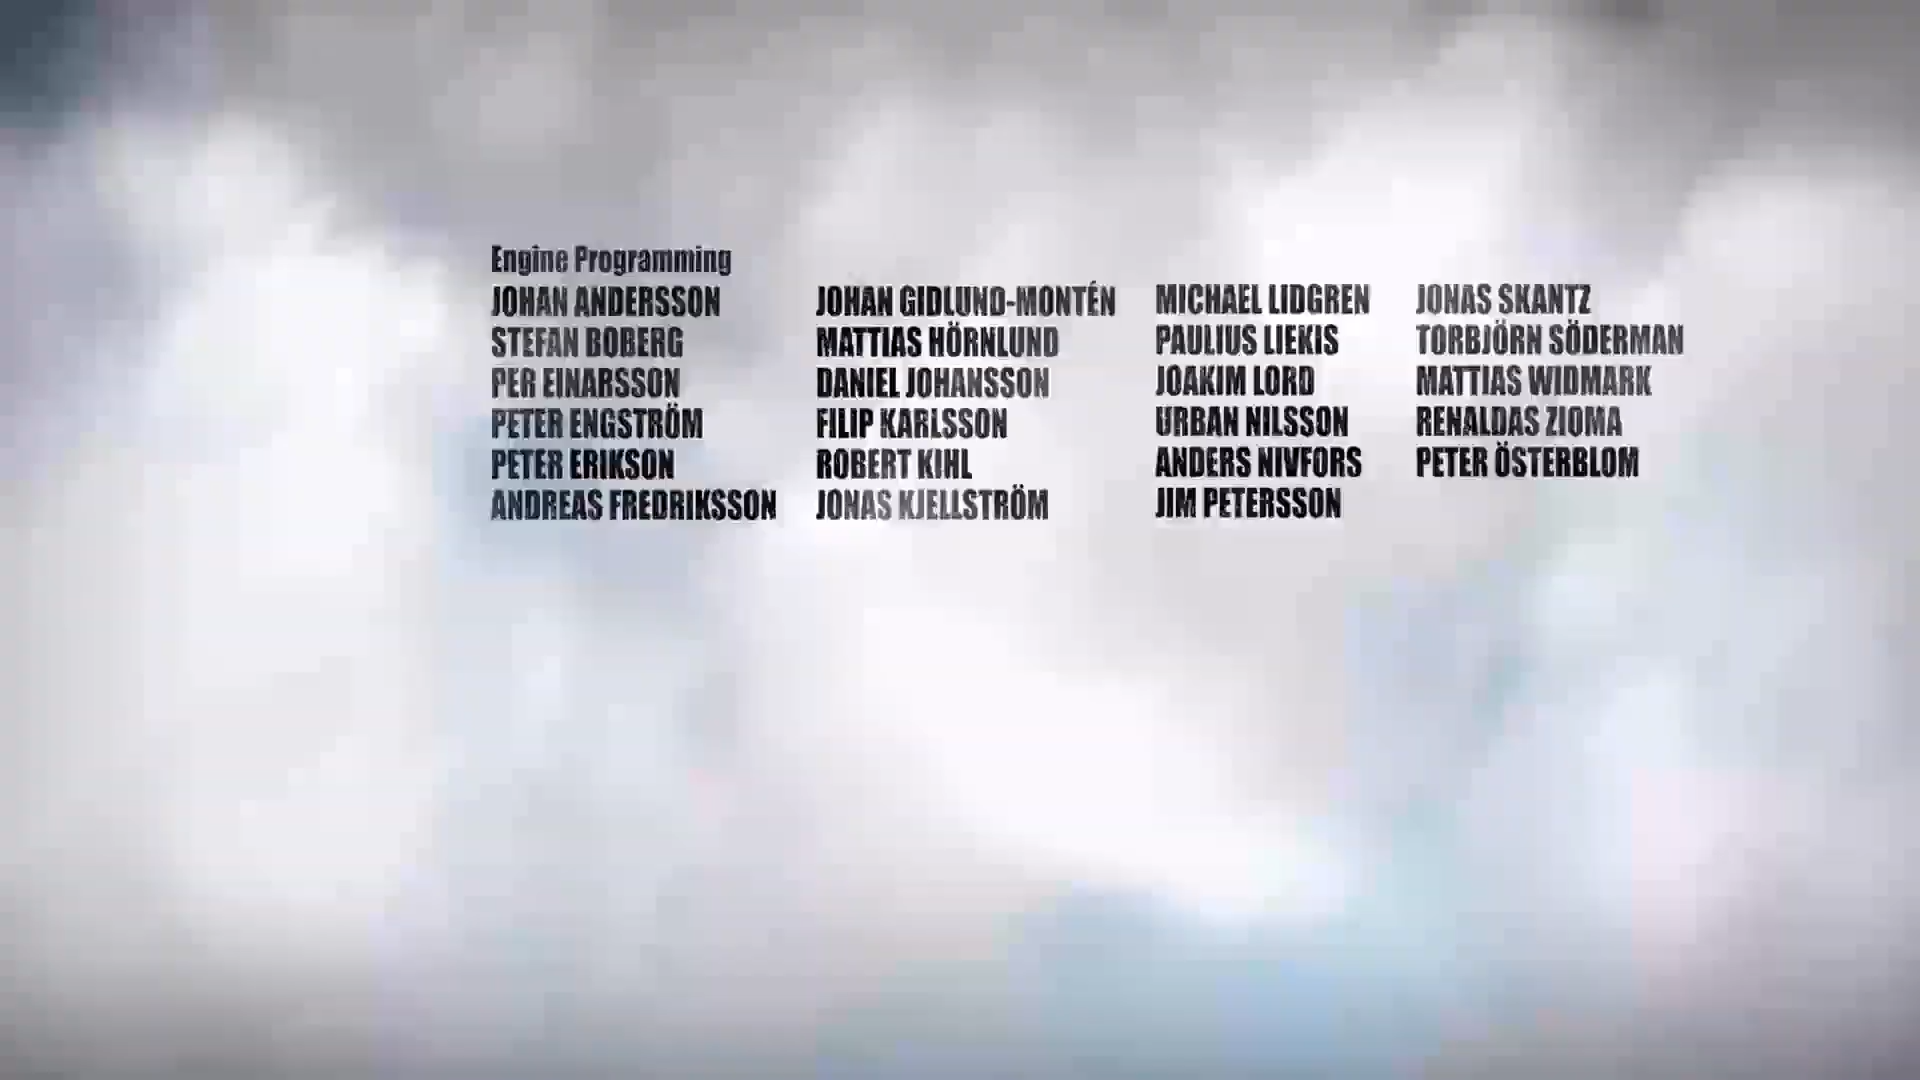 Engine Programming
JOHAN ANDERSSON
STEFAN BOBERG
PER EINARSSON
PETER ENGSTRÖM
PETER ERIKSON
ANDREAS FREDRIKSSON
JOHAN GIDLUND-MONTÉN
MATTIAS HÖRNLUND
DANIEL JOHANSSON
FILIP KARLSSON
ROBERT KIHL
JONAS KJELLSTRÖM
MICHAEL LIDGREN
PAULIUS LIEKIS
JOAKIM LORD
URBAN NILSSON
ANDERS NIVFORS
JIM PETERSSON
JONAS SKANTZ
TORBJÖRN SÖDERMAN
MATTIAS WIDMARK
RENALDAS ZIOMA
PETER ÖSTERBLOM